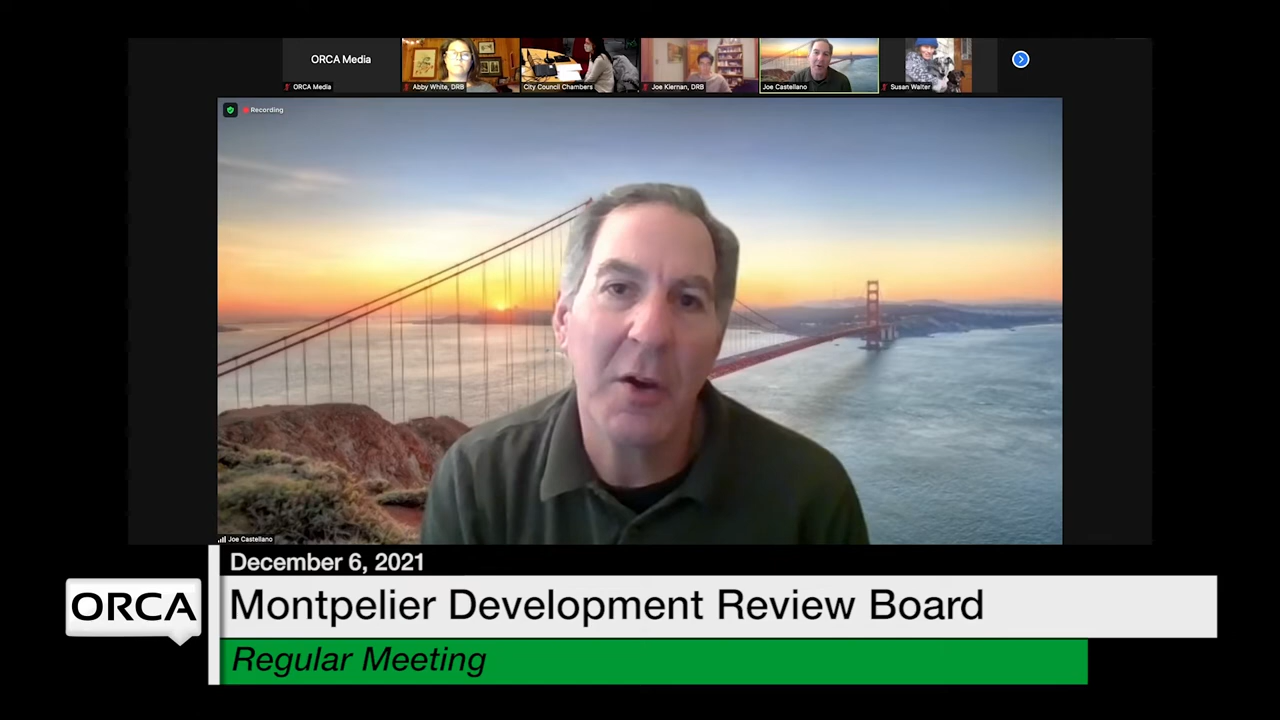 ORCA Media
ORCA Media
Abby White, DRB
City Council Chambers
Joe Kiernan, DRB
Joe Castellano
Susan Walter
Recording
Joe Castellano
December 6, 2021
ORCA
Montpelier Development Review Board
Regular Meeting